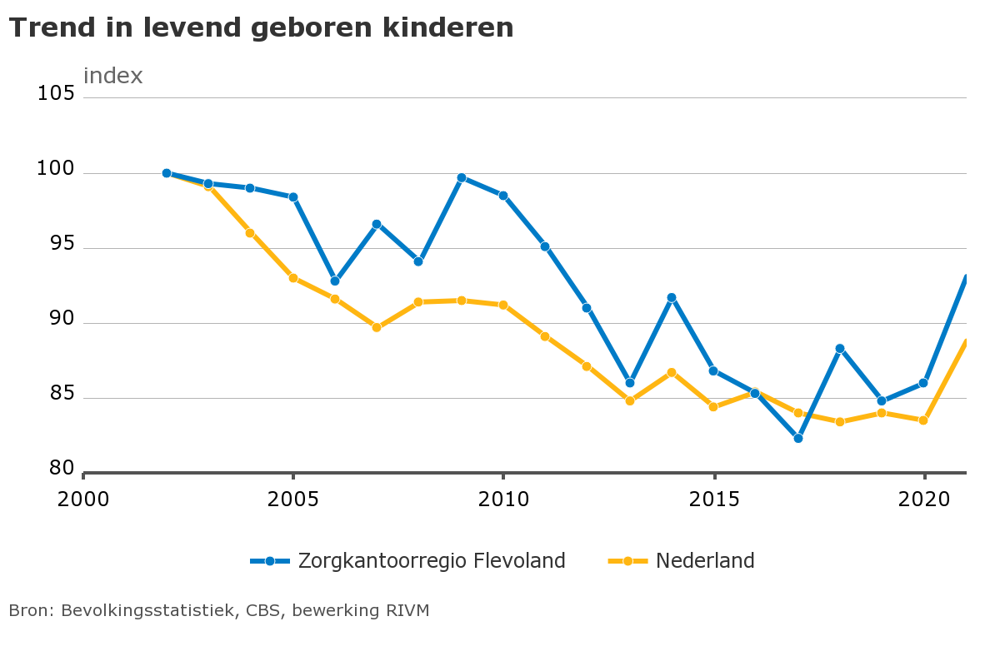 Trend in levend geboren kinderen
index
105
100
95
90
85
80
2000 2005 2010 2015 2020
Zorgkantoorregio Flevoland Nederland
Bron: Bevolkingsstatistiek, CBS, bewerking RIVM